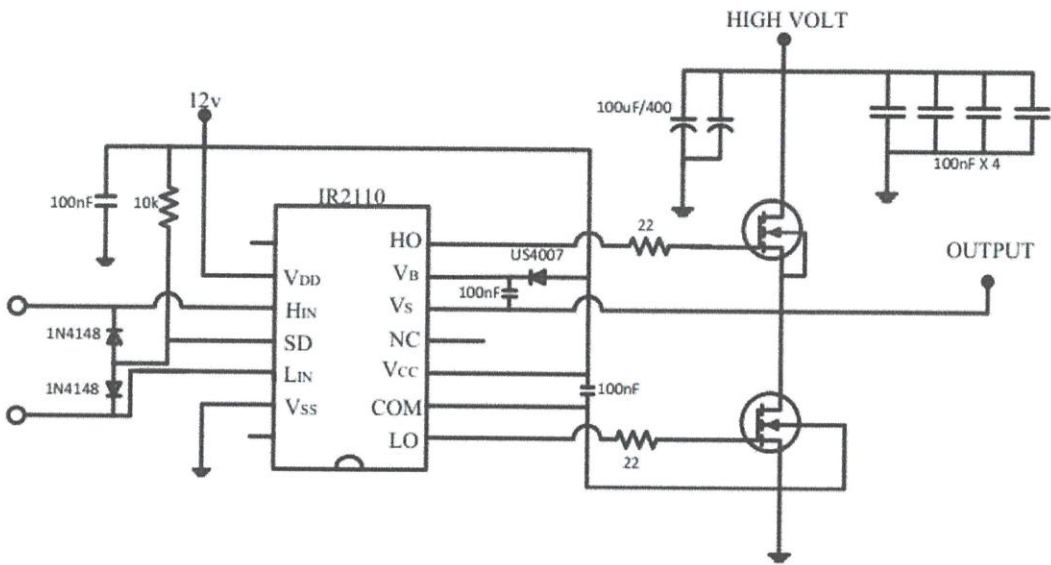 HIGH VOLT
12v
100uF/400
100nF X 4
100nF
10k
IR2110
HO
22
US4007
OUTPUT
VDD
VB
100nF
HIN
VS
1N4148
SD
NC
1N4148
LIN
VCC
100nF
VSS
COM
LO
22